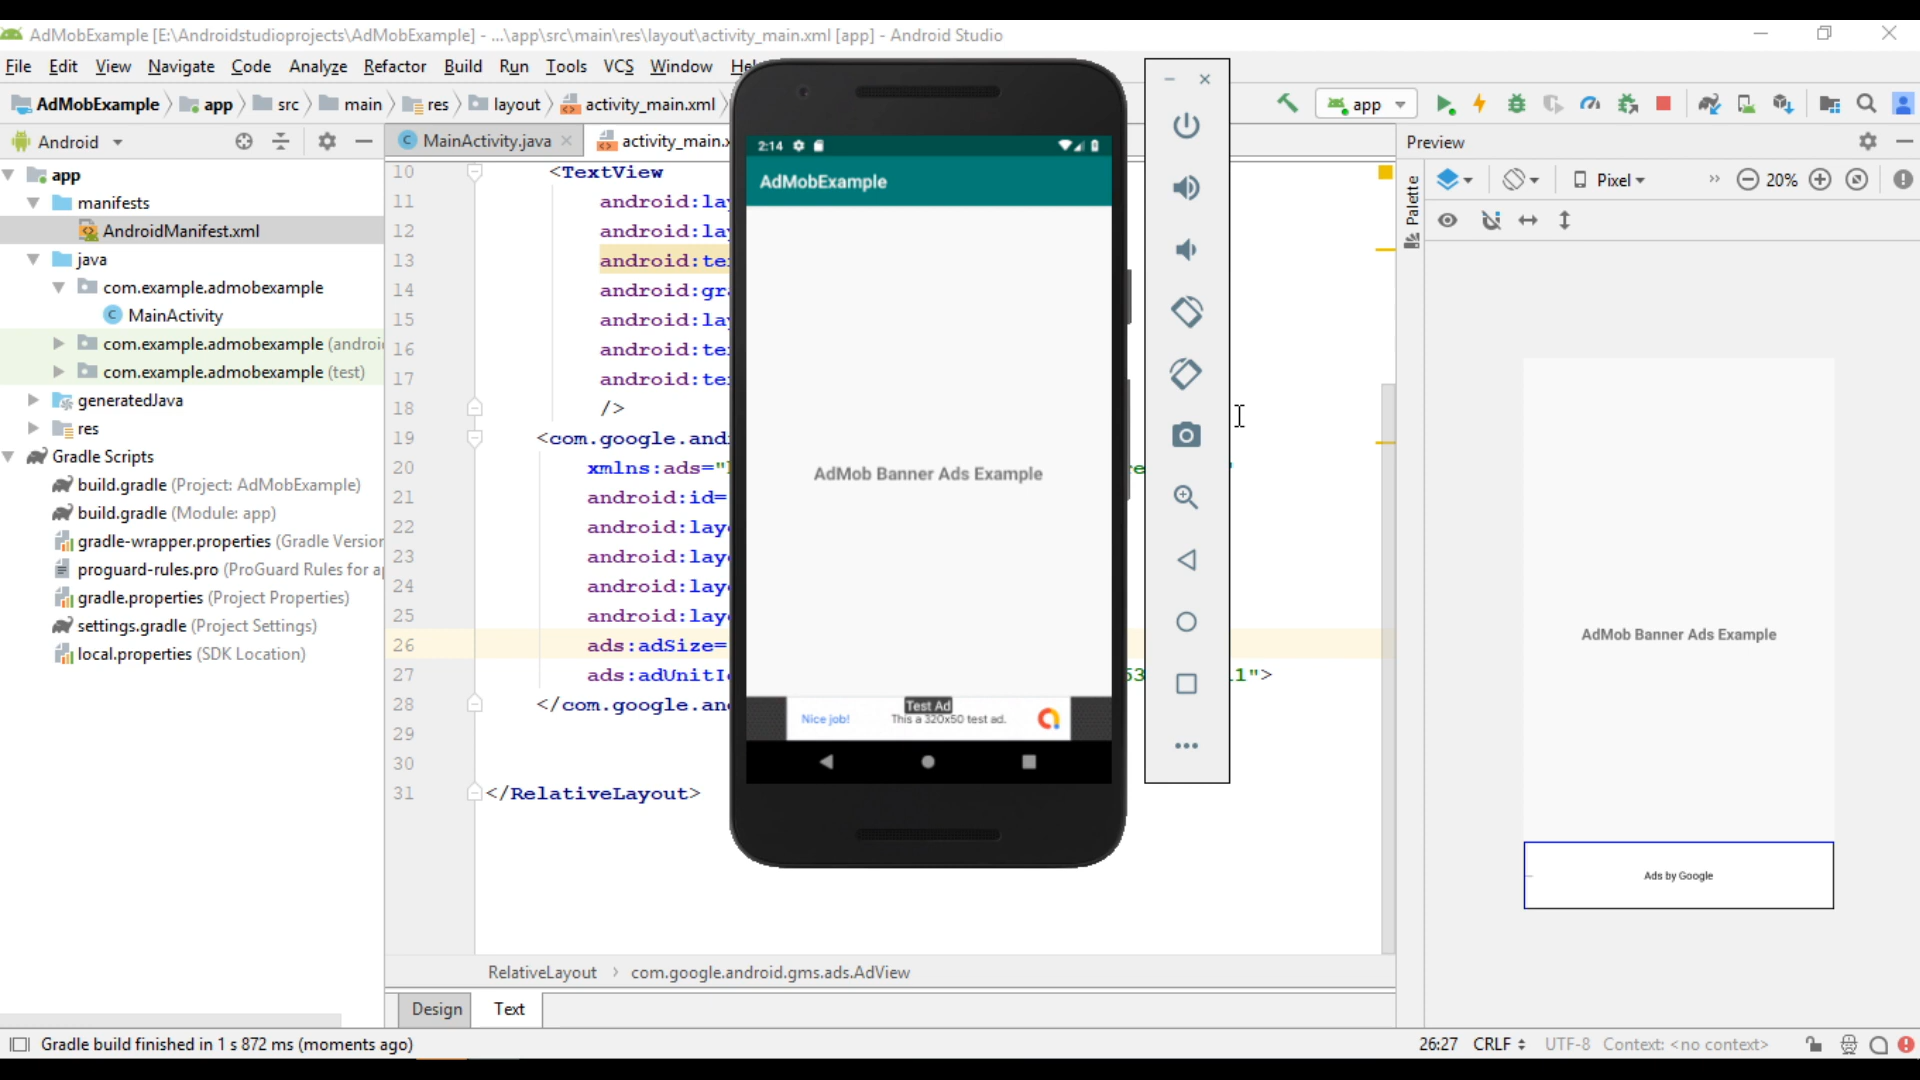 AdMobExample [E:\Androidstudioprojects\AdMobExample] - ...\app\src\main\res\layout\activity_main.xml [app] - Android Studio
File Edit View Navigate Code Analyze Refactor Build Run Tools VCS Window Hel
AdMobExample app src main res layout activity_main.xml app
Android MainActivity.java activity_main.x Preview
app
manifests
AndroidManifest.xml
java
com.example.admobexample
MainActivity
com.example.admobexample (androi
com.example.admobexample (test)
generatedJava
res
Gradle Scripts
build.gradle (Project: AdMobExample)
build.gradle (Module: app)
gradle-wrapper.properties (Gradle Version
proguard-rules.pro (ProGuard Rules for a
gradle.properties (Project Properties)
settings.gradle (Project Settings)
local.properties (SDK Location)
10 <TextView
11 android:la
12 android:la
13 android:te
14 android:gra
15 android:la
16 android:te
17 android:te
18 />
19 <com.google.and
20 xmlns:ads="
21 android:id=
22 android:lay
23 android:lay
24 android:lay
25 android:lay
26 ads:adSize=
27 ads:adUnitI 1">
28 </com.google.an
29
30
31 </RelativeLayout>
RelativeLayout › com.google.android.gms.ads.AdView
Design Text
2:14
AdMobExample
AdMob Banner Ads Example
Test Ad
Nice job! This a 320x50 test ad.
Palette
Pixel 20%
AdMob Banner Ads Example
Ads by Google
Gradle build finished in 1 s 872 ms (moments ago) 26:27 CRLF UTF-8 Context: <no context>